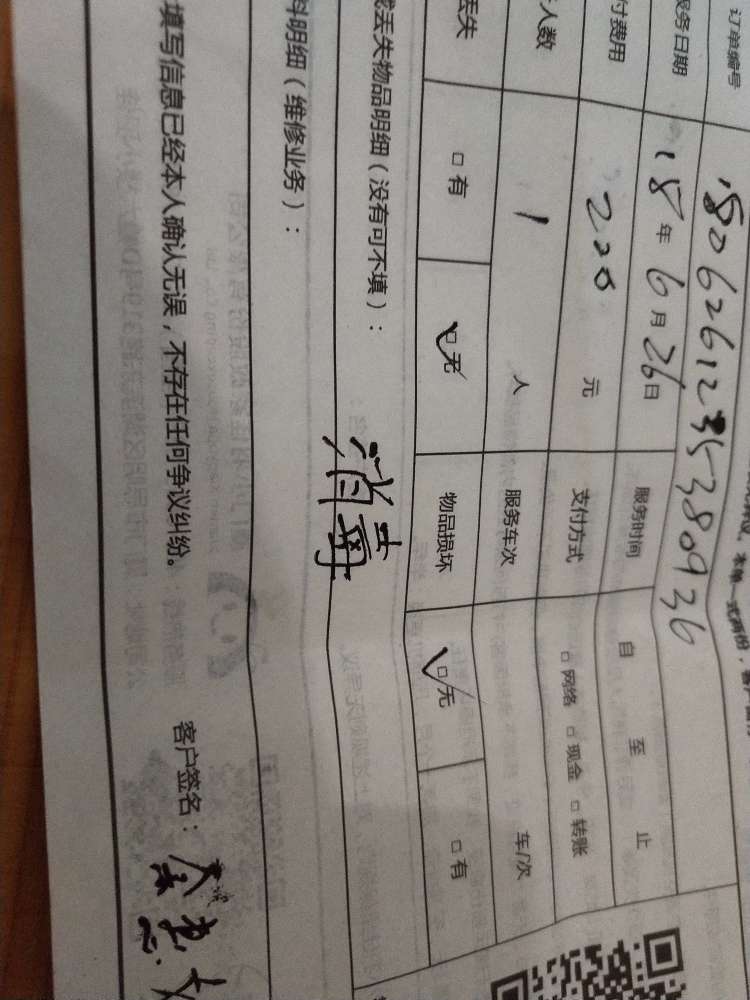 订单编号 1806261235380936
服务日期 18年6月26日 服务时间 自 至 止
付费用 220 元 支付方式 □网络 □现金 □转账
人数 1 人 服务车次 车/次
丢失 □有 □无 物品损坏 □无 □有
或丢失物品明细（没有可不填）：
消毒
料明细（维修业务）：
填写信息已经本人确认无误，不存在任何争议纠纷。 客户签名：